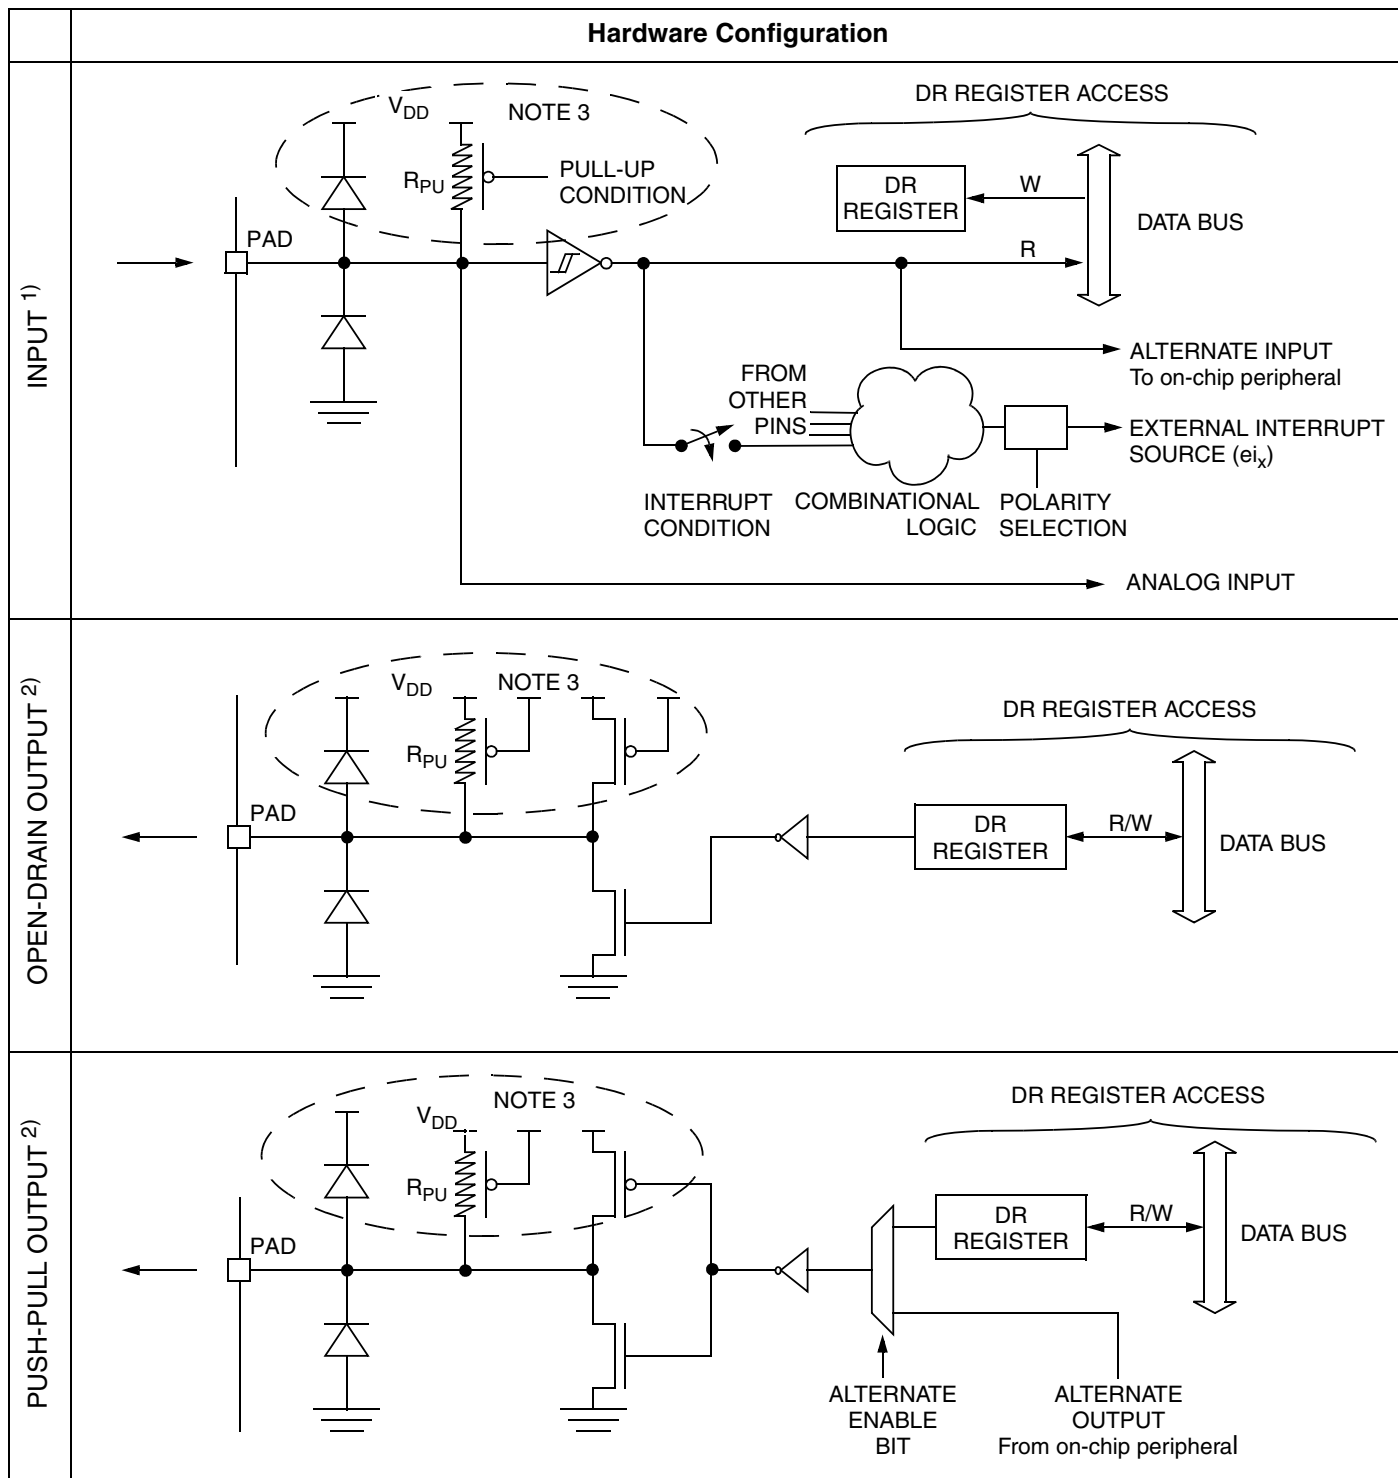 Hardware Configuration
INPUT 1)
VDD
NOTE 3
DR REGISTER ACCESS
RPU
PULL-UP
CONDITION
DR
REGISTER
W
DATA BUS
PAD
R
ALTERNATE INPUT
To on-chip peripheral
FROM
OTHER
PINS
EXTERNAL INTERRUPT
SOURCE (eix)
INTERRUPT
CONDITION
COMBINATIONAL
LOGIC
POLARITY
SELECTION
ANALOG INPUT
OPEN-DRAIN OUTPUT 2)
VDD
NOTE 3
DR REGISTER ACCESS
RPU
PAD
DR
REGISTER
R/W
DATA BUS
PUSH-PULL OUTPUT 2)
VDD
NOTE 3
DR REGISTER ACCESS
RPU
PAD
DR
REGISTER
R/W
DATA BUS
ALTERNATE
ENABLE
BIT
ALTERNATE
OUTPUT
From on-chip peripheral